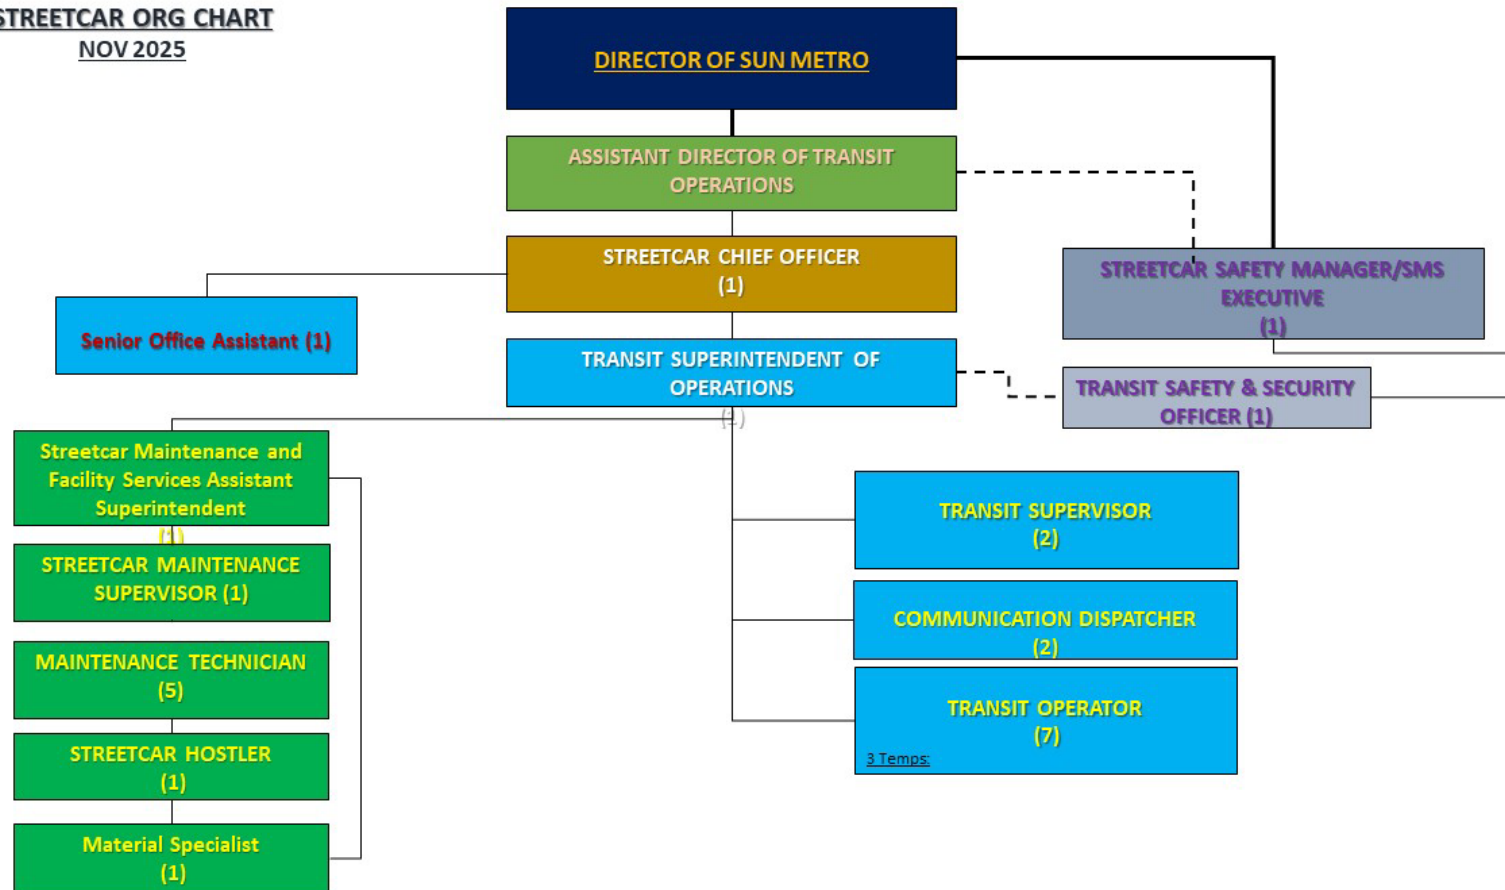 STREETCAR ORG CHART
NOV 2025
DIRECTOR OF SUN METRO
ASSISTANT DIRECTOR OF TRANSIT
OPERATIONS
STREETCAR CHIEF OFFICER
(1)
Senior Office Assistant (1)
STREETCAR SAFETY MANAGER/SMS
EXECUTIVE
(1)
TRANSIT SUPERINTENDENT OF
OPERATIONS
(1)
TRANSIT SAFETY & SECURITY
OFFICER (1)
Streetcar Maintenance and
Facility Services Assistant
Superintendent
(1)
STREETCAR MAINTENANCE
SUPERVISOR (1)
MAINTENANCE TECHNICIAN
(5)
STREETCAR HOSTLER
(1)
Material Specialist
(1)
TRANSIT SUPERVISOR
(2)
COMMUNICATION DISPATCHER
(2)
TRANSIT OPERATOR
(7)
3 Temps: